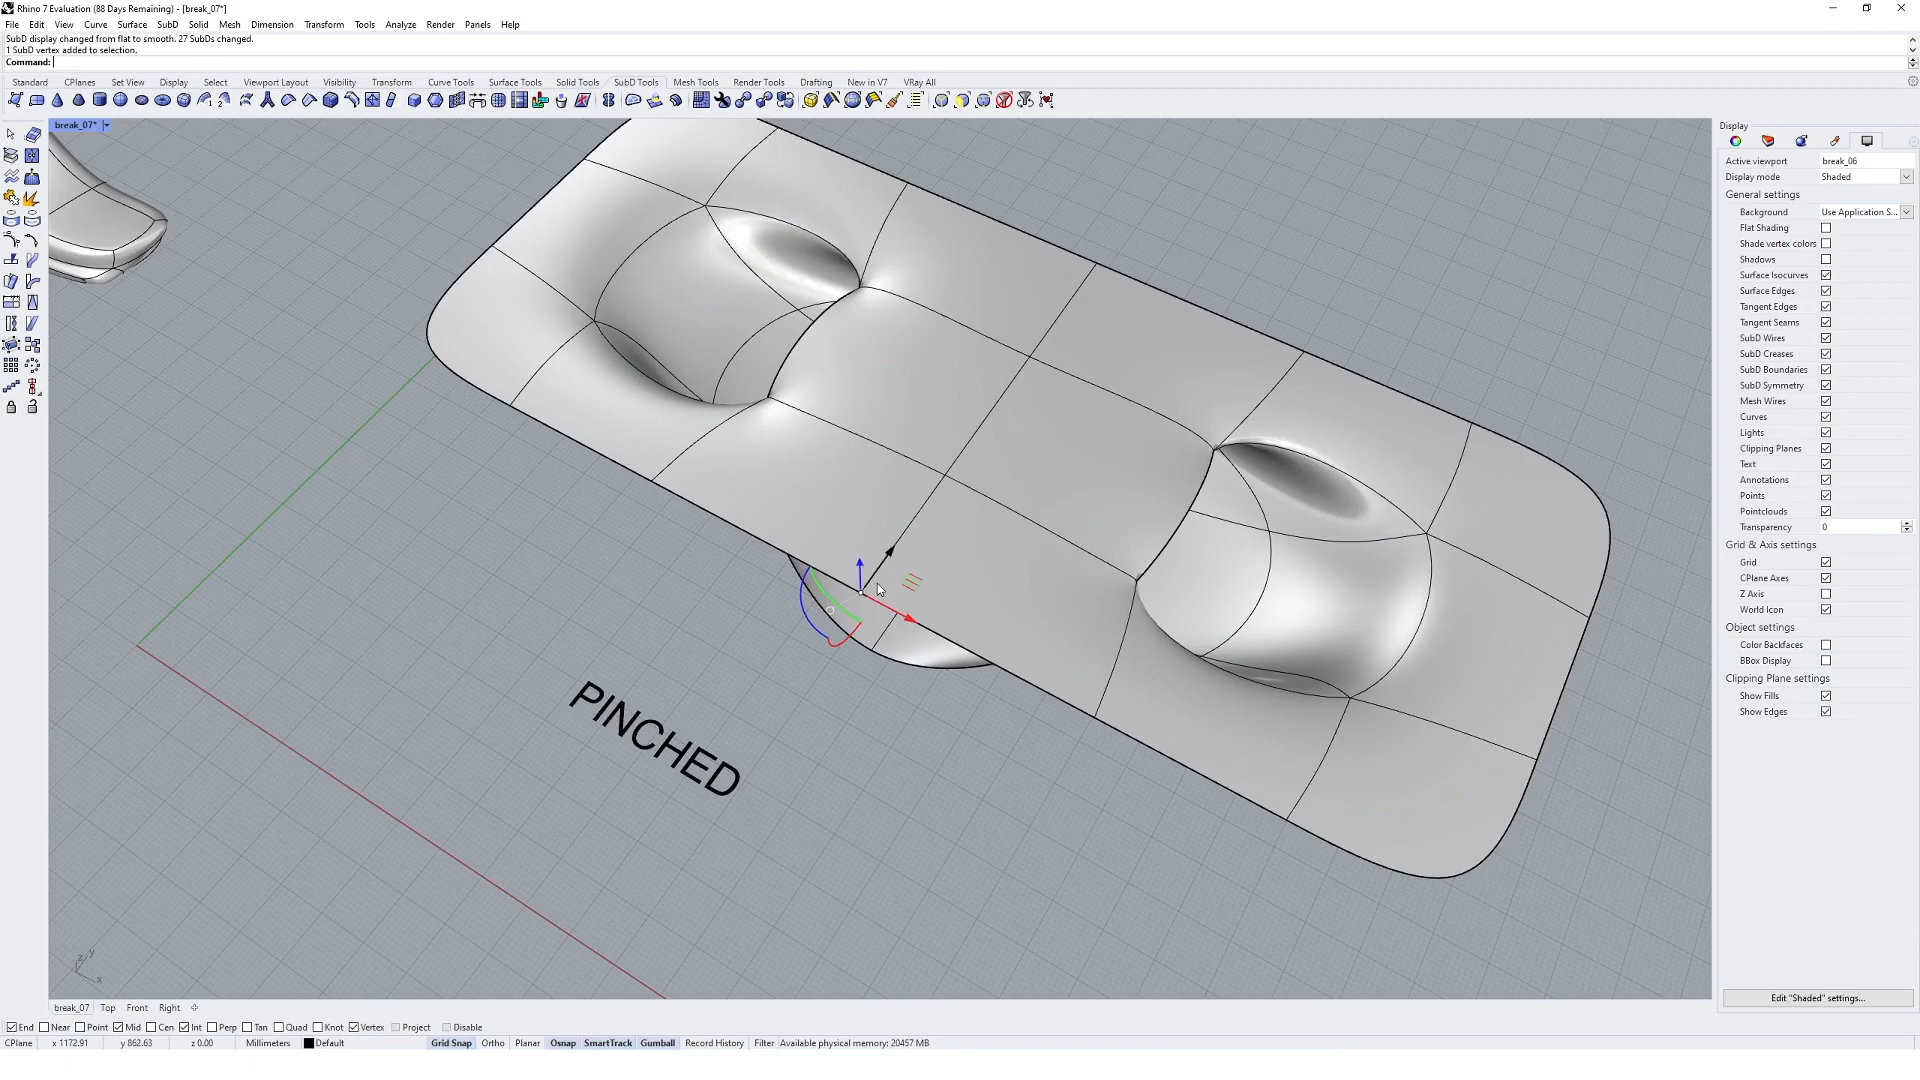 Rhino 7 Evaluation (88 Days Remaining) - [break_07*]
File Edit View Curve Surface SubD Solid Mesh Dimension Transform Tools Analyze Render Panels Help
SubD display changed from flat to smooth. 27 SubDs changed.
1 SubD vertex added to selection.
Command:
Standard CPlanes Set View Display Select Viewport Layout Visibility Transform Curve Tools Surface Tools Solid Tools SubD Tools Mesh Tools Render Tools Drafting New in V7 VRay All
break_07*
Display
Active viewport break_06
Display mode Shaded
General settings
Background Use Application S...
Flat Shading
Shade vertex colors
Shadows
Surface Isocurves
Surface Edges
Tangent Edges
Tangent Seams
SubD Wires
SubD Creases
SubD Boundaries
SubD Symmetry
Mesh Wires
Curves
Lights
Clipping Planes
Text
Annotations
Points
Pointclouds
Transparency 0
Grid & Axis settings
Grid
CPlane Axes
Z Axis
World Icon
Object settings
Color Backfaces
BBox Display
Clipping Plane settings
Show Fills
Show Edges
Edit "Shaded" settings...
PINCHED
z y
x
break_07 Top Front Right
End Near Point Mid Cen Int Perp Tan Quad Knot Vertex Project Disable
CPlane x 1172.91 y 862.63 z 0.00 Millimeters Default Grid Snap Ortho Planar Osnap SmartTrack Gumball Record History Filter Available physical memory: 20457 MB